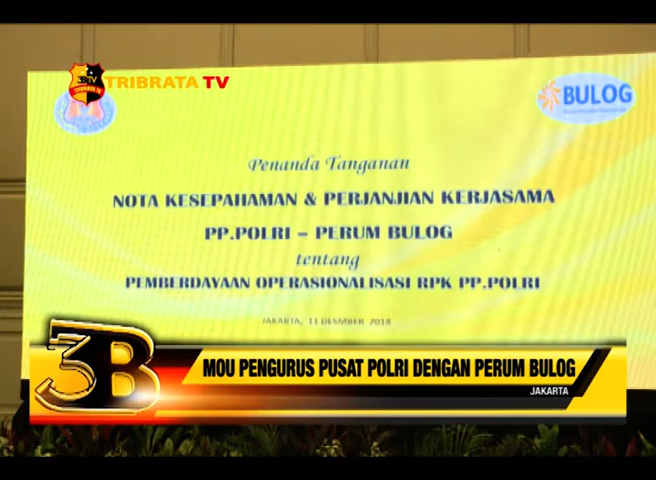 TRIBRATA TV
BULOG
Penanda Tanganan
NOTA KESEPAHAMAN & PERJANJIAN KERJASAMA
PP.POLRI – PERUM BULOG
tentang
PEMBERDAYAAN OPERASIONALISASI RPK PP.POLRI
JAKARTA, 11 DESMBER 2018
3B
MOU PENGURUS PUSAT POLRI DENGAN PERUM BULOG
JAKARTA